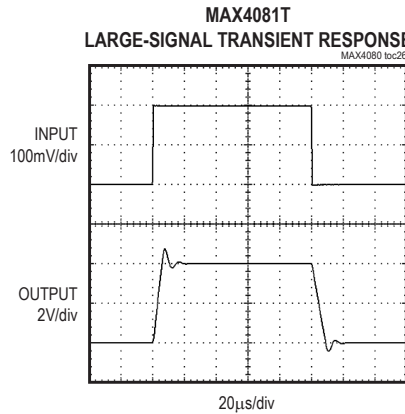 MAX4081T
LARGE-SIGNAL TRANSIENT RESPONSE
MAX4080 toc26
INPUT
100mV/div
OUTPUT
2V/div
20μs/div